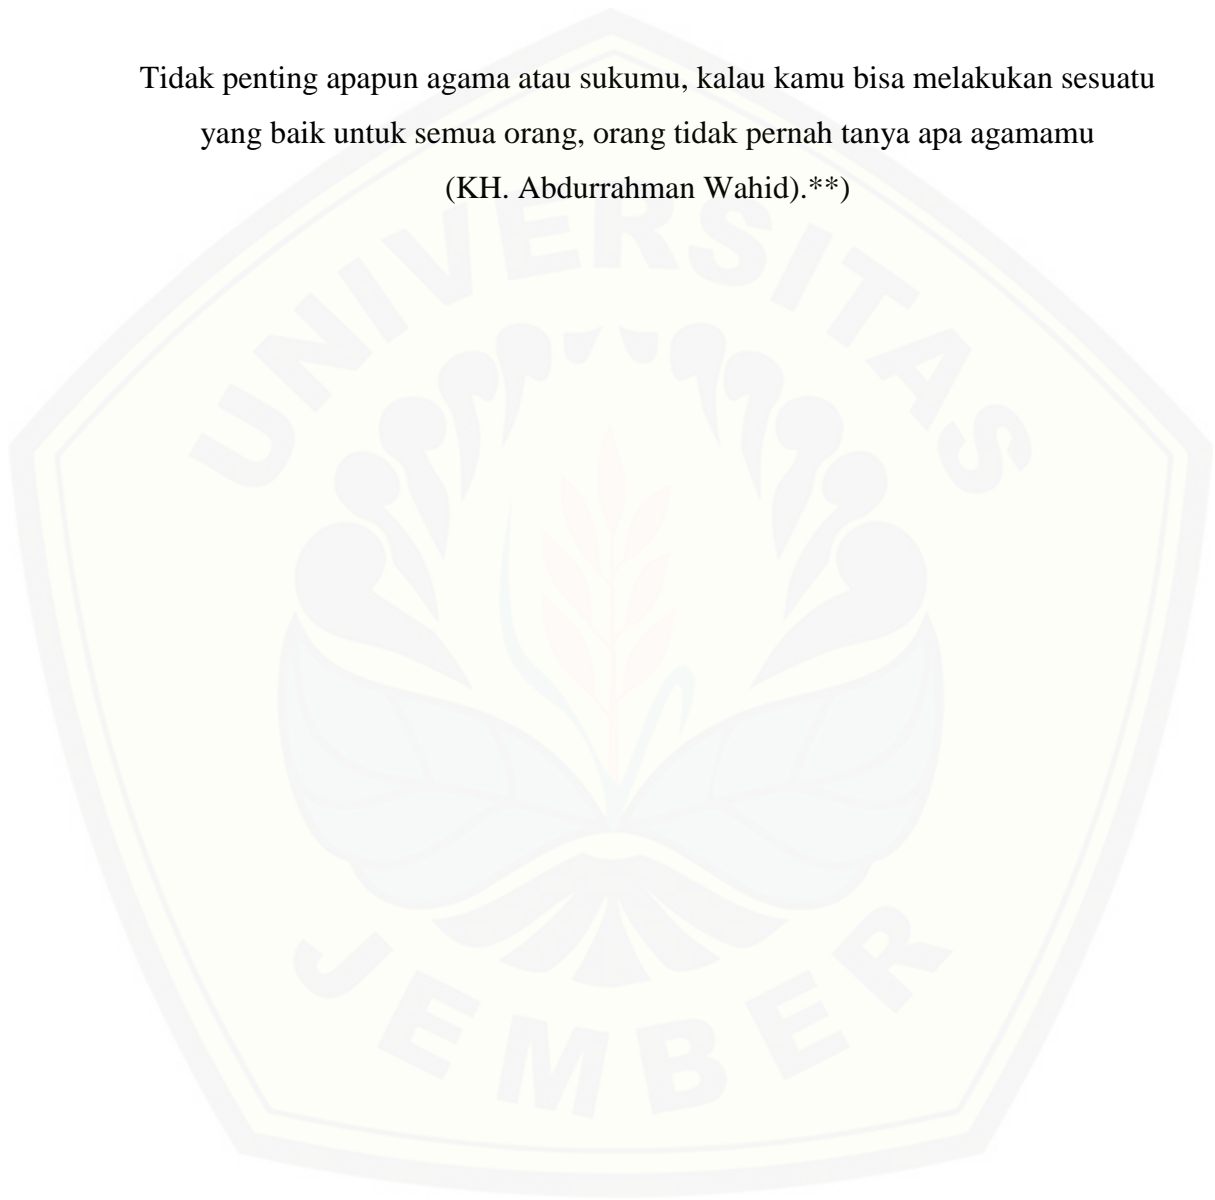 Tidak penting apapun agama atau sukumu, kalau kamu bisa melakukan sesuatu
yang baik untuk semua orang, orang tidak pernah tanya apa agamamu
(KH. Abdurrahman Wahid).**)
UNIVERSITAS
JEMBER